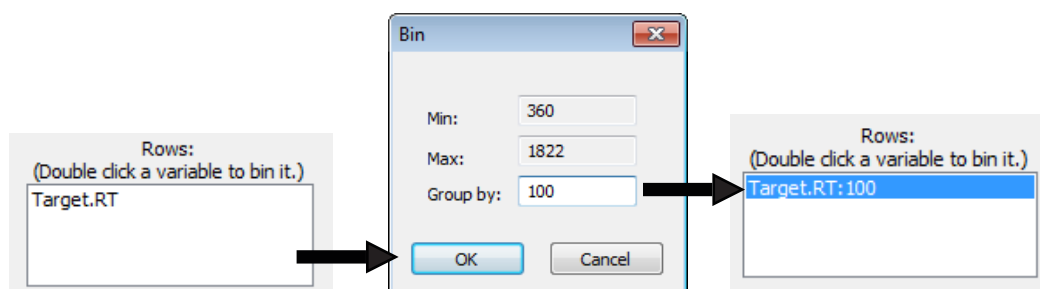 Rows:
(Double click a variable to bin it.)
Target.RT
Bin
Min: 360
Max: 1822
Group by: 100
OK Cancel
Rows:
(Double click a variable to bin it.)
Target.RT:100